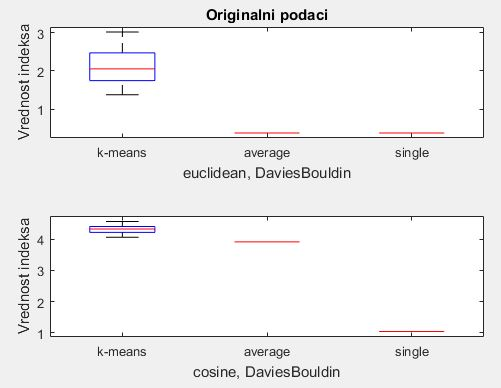 Originalni podaci
Vrednost indeksa
3
2
1
k-means average single
euclidean, DaviesBouldin
Vrednost indeksa
4
3
2
1
k-means average single
cosine, DaviesBouldin